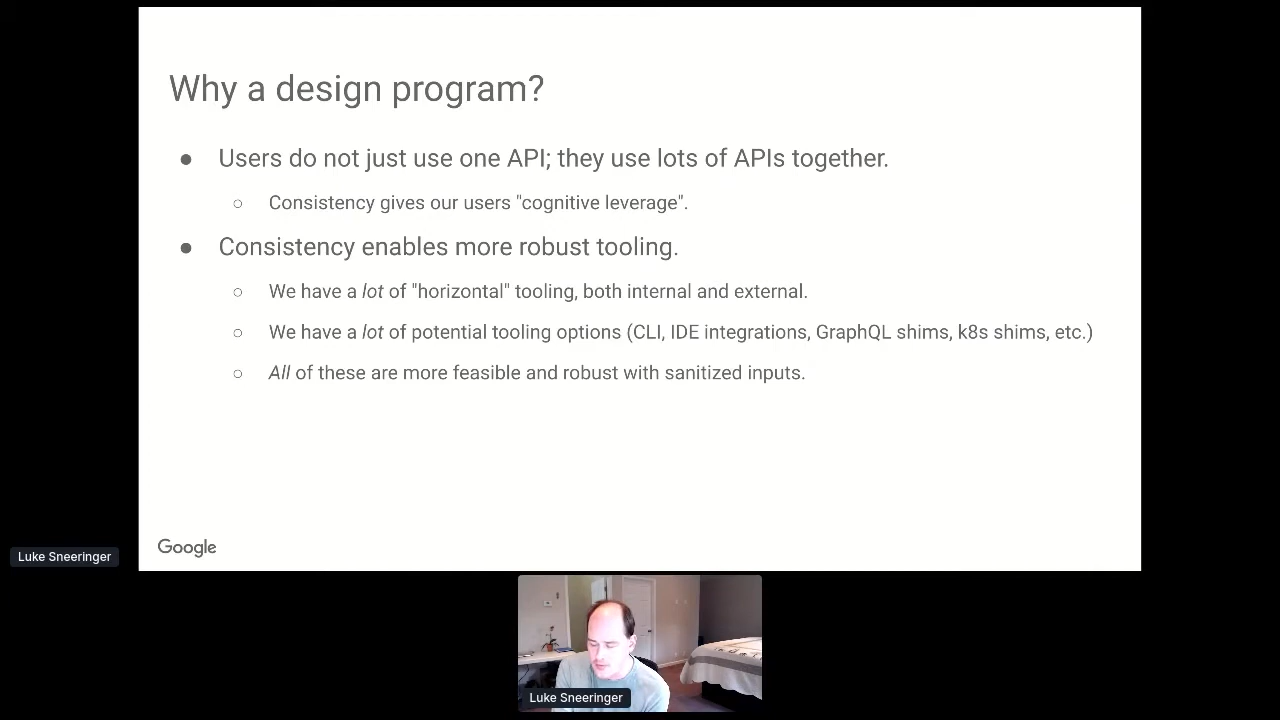 Why a design program?
● Users do not just use one API; they use lots of APIs together.
○ Consistency gives our users "cognitive leverage".
● Consistency enables more robust tooling.
○ We have a lot of "horizontal" tooling, both internal and external.
○ We have a lot of potential tooling options (CLI, IDE integrations, GraphQL shims, k8s shims, etc.)
○ All of these are more feasible and robust with sanitized inputs.
Google
Luke Sneeringer
Luke Sneeringer